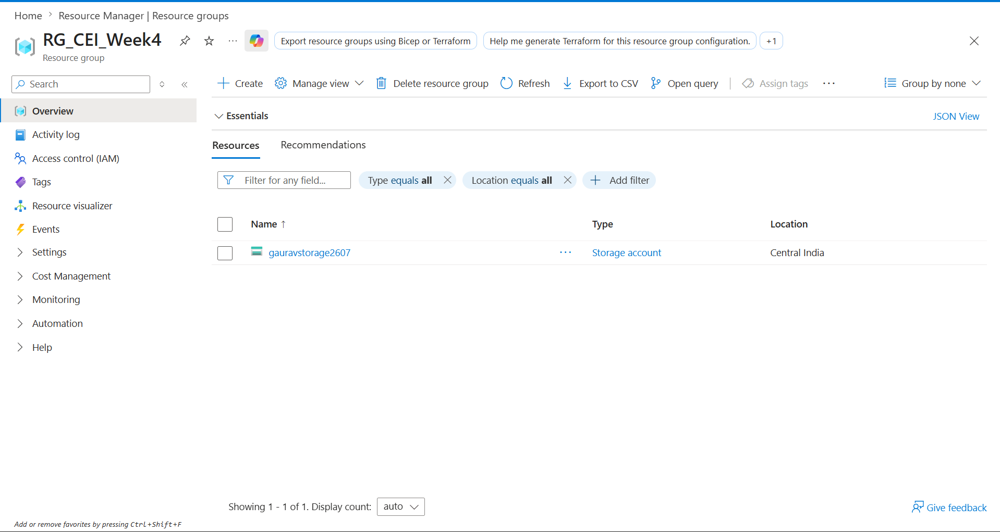 Home > Resource Manager | Resource groups
RG_CEI_Week4
Resource group
Export resource groups using Bicep or Terraform
Help me generate Terraform for this resource group configuration.
+1
Search
Overview
Activity log
Access control (IAM)
Tags
Resource visualizer
Events
Settings
Cost Management
Monitoring
Automation
Help
Add or remove favorites by pressing Ctrl+Shift+F
Create
Manage view
Delete resource group
Refresh
Export to CSV
Open query
Assign tags
Group by none
Essentials
JSON View
Resources
Recommendations
Filter for any field...
Type equals all
Location equals all
Add filter
Name ↑ Type Location
gauravstorage2607 ... Storage account Central India
Showing 1 - 1 of 1. Display count: auto
Give feedback